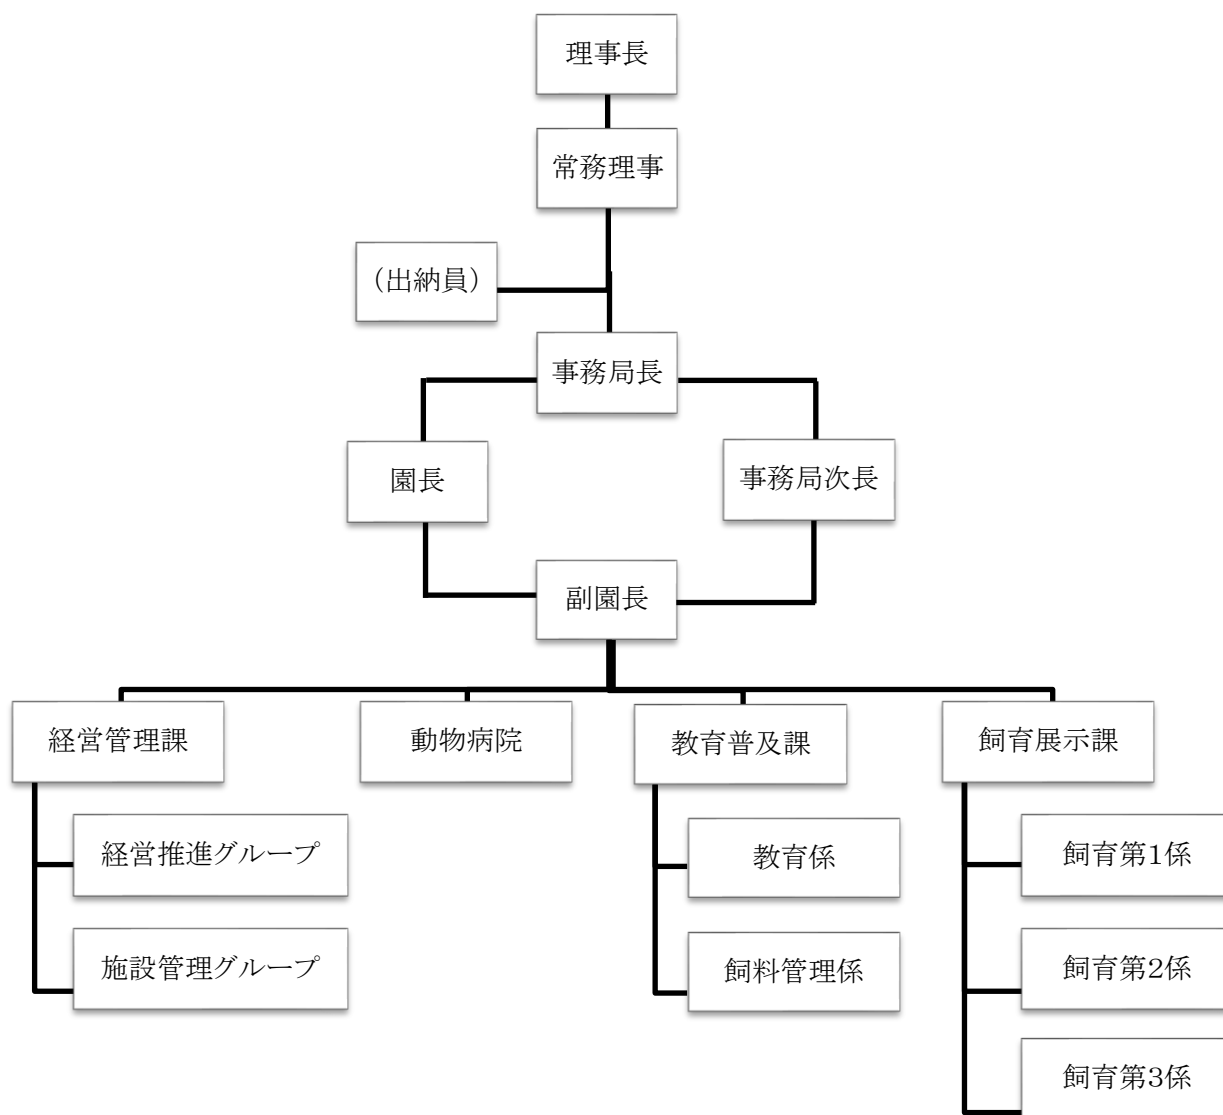 理事長
常務理事
(出納員)
事務局長
園長
事務局次長
副園長
経営管理課
動物病院
教育普及課
飼育展示課
経営推進グループ
教育係
飼育第1係
施設管理グループ
飼料管理係
飼育第2係
飼育第3係